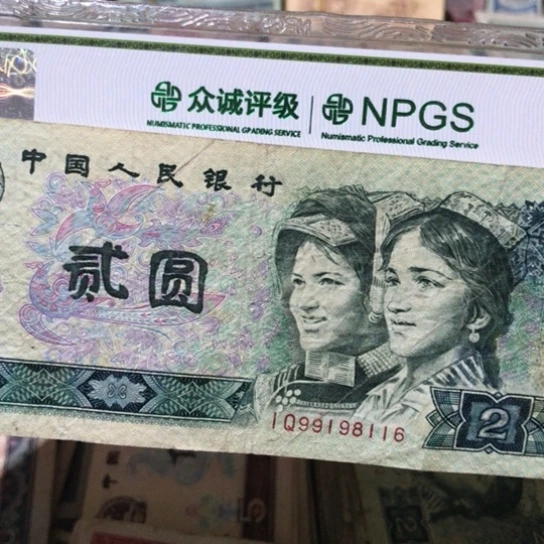 众诚评级 NPGS
NUMISMATIC PROFESSIONAL GRADING SERVICE Numismatic Professional Grading Service
中国人民银行
贰圆
IQ99198116
2